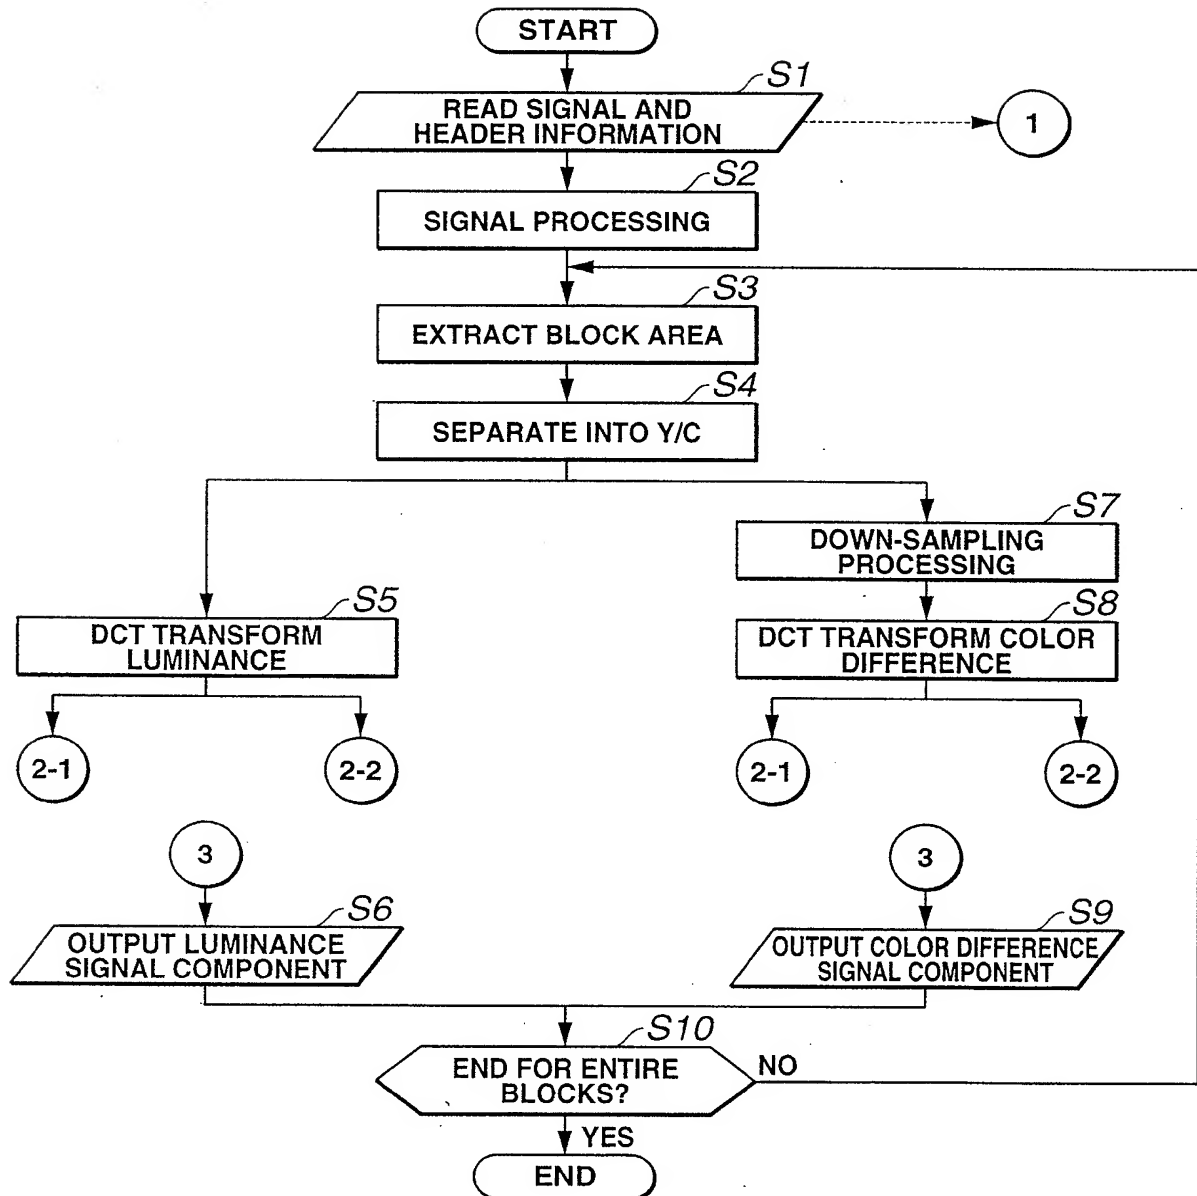 START
S1
READ SIGNAL AND
HEADER INFORMATION
1
S2
SIGNAL PROCESSING
S3
EXTRACT BLOCK AREA
S4
SEPARATE INTO Y/C
S7
DOWN-SAMPLING
PROCESSING
S5
DCT TRANSFORM
LUMINANCE
S8
DCT TRANSFORM COLOR
DIFFERENCE
2-1
2-2
2-1
2-2
3
3
S6
OUTPUT LUMINANCE
SIGNAL COMPONENT
S9
OUTPUT COLOR DIFFERENCE
SIGNAL COMPONENT
S10
END FOR ENTIRE
BLOCKS?
NO
YES
END